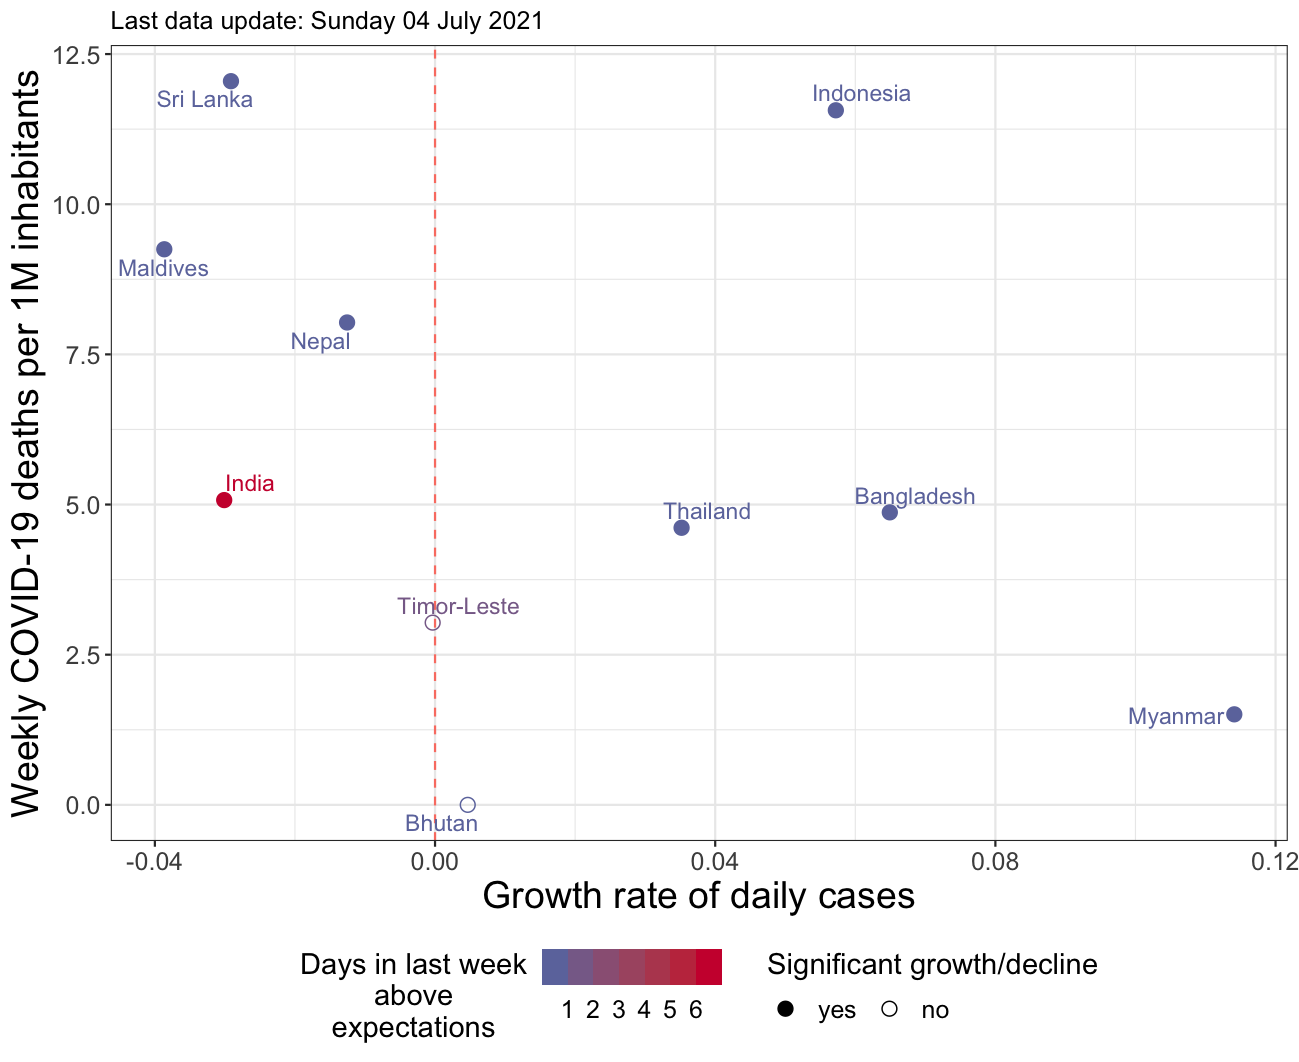 Last data update: Sunday 04 July 2021
Weekly COVID-19 deaths per 1M inhabitants
12.5
10.0
7.5
5.0
2.5
0.0
Sri Lanka
Indonesia
Maldives
Nepal
India
Bangladesh
Thailand
Timor-Leste
Myanmar
Bhutan
-0.04 0.00 0.04 0.08 0.12
Growth rate of daily cases
Days in last week
above
expectations
1 2 3 4 5 6
Significant growth/decline
yes no